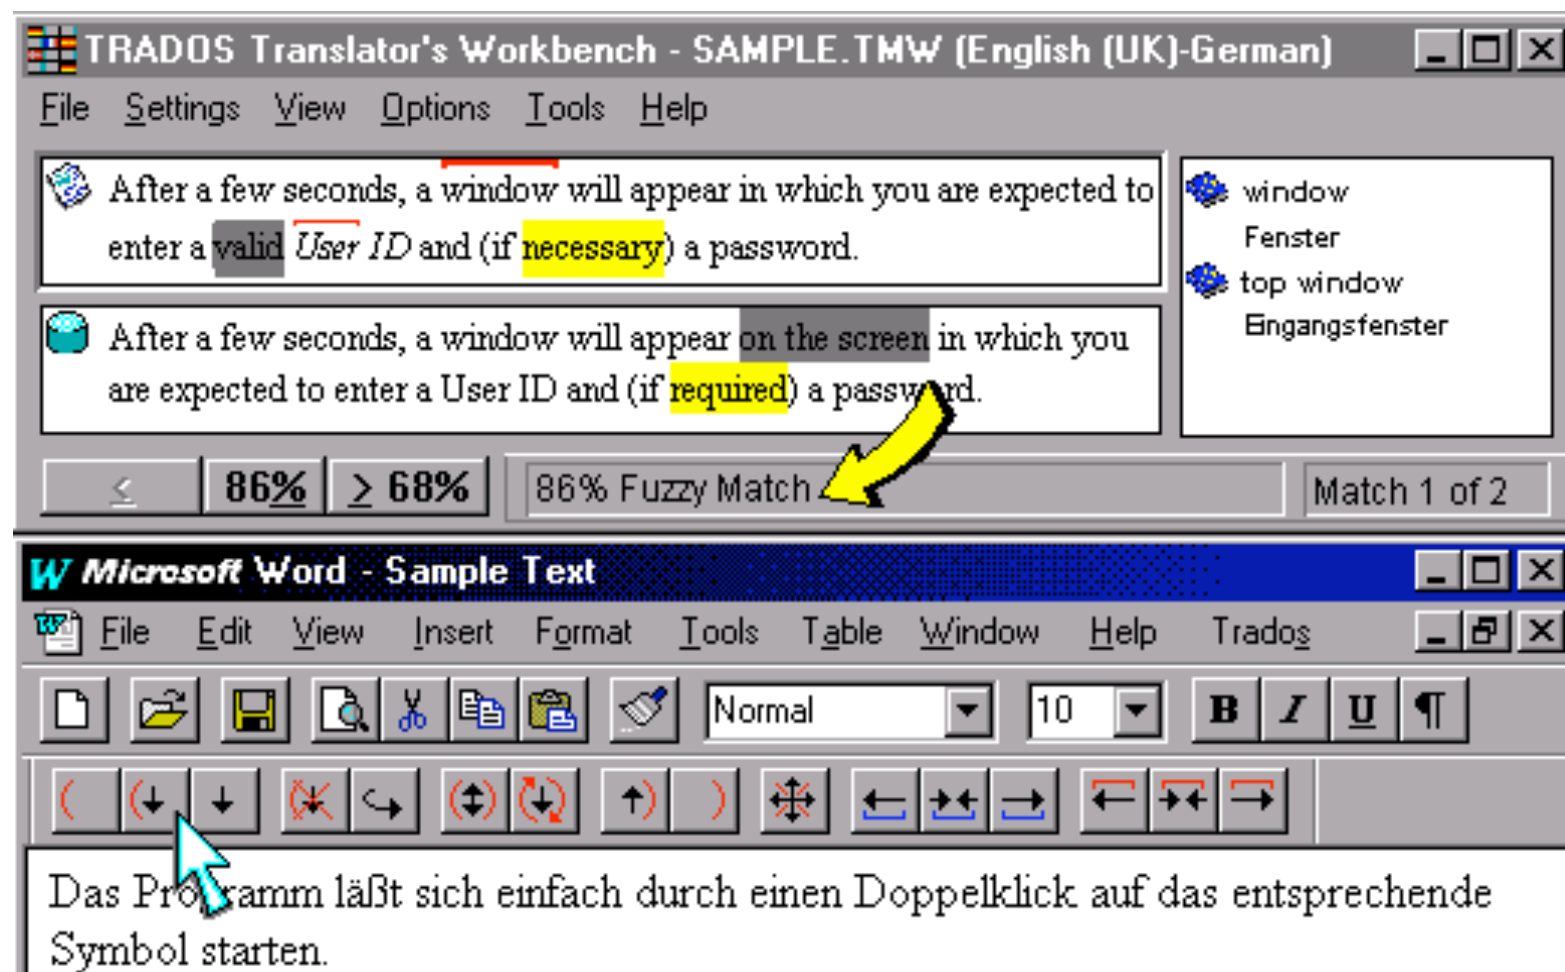 TRADOS Translator's Workbench - SAMPLE.TMW (English (UK)-German)
File Settings View Options Tools Help
After a few seconds, a window will appear in which you are expected to
enter a valid User ID and (if necessary) a password.
window
Fenster
top window
Eingangsfenster
After a few seconds, a window will appear on the screen in which you
are expected to enter a User ID and (if required) a password.
≤ 86% ≥ 68% 86% Fuzzy Match Match 1 of 2
Microsoft Word - Sample Text
File Edit View Insert Format Tools Table Window Help Trados
Normal 10 B I U ¶
Das Programm läßt sich einfach durch einen Doppelklick auf das entsprechende
Symbol starten.